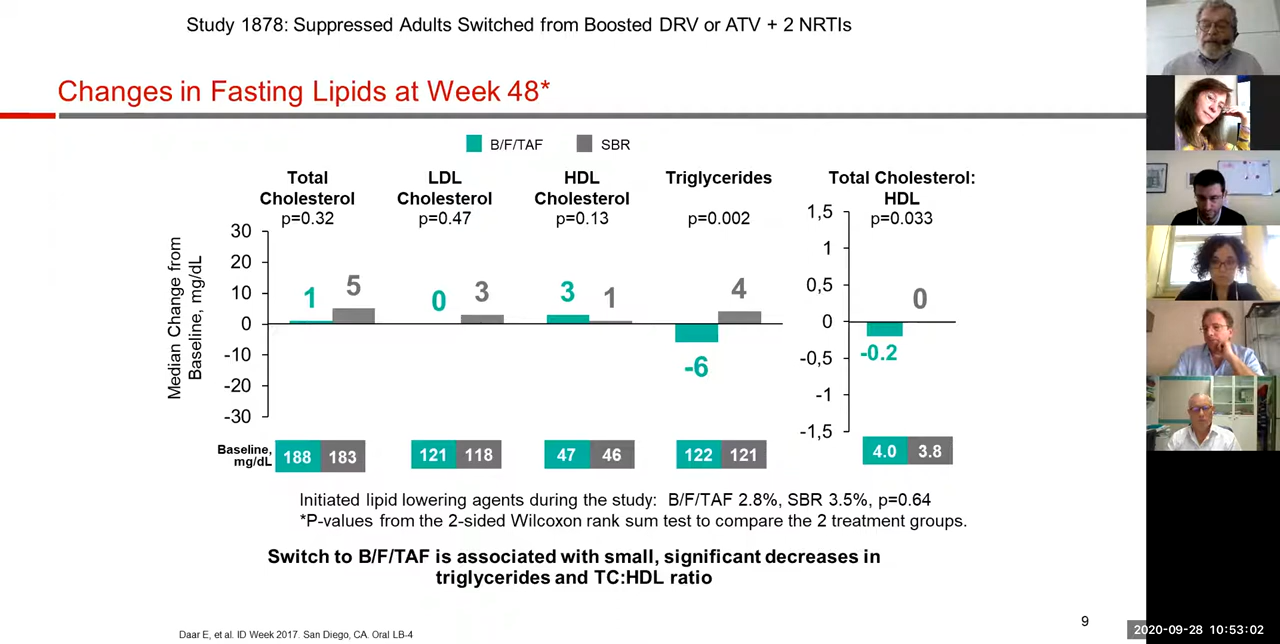 Study 1878: Suppressed Adults Switched from Boosted DRV or ATV + 2 NRTIs
Changes in Fasting Lipids at Week 48*
B/F/TAF
SBR
Total
Cholesterol
p=0.32
LDL
Cholesterol
p=0.47
HDL
Cholesterol
p=0.13
Triglycerides
p=0.002
Total Cholesterol:
HDL
p=0.033
Median Change from
Baseline, mg/dL
30
20
10
0
-10
-20
-30
1
5
0
3
3
1
-6
4
1,5
1
0,5
0
-0,5
-1
-1,5
-0.2
0
Baseline,
mg/dL
188 183
121 118
47 46
122 121
4.0 3.8
Initiated lipid lowering agents during the study: B/F/TAF 2.8%, SBR 3.5%, p=0.64
*P-values from the 2-sided Wilcoxon rank sum test to compare the 2 treatment groups.
Switch to B/F/TAF is associated with small, significant decreases in
triglycerides and TC:HDL ratio
Daar E, et al. ID Week 2017. San Diego, CA. Oral LB-4
9
2020-09-28 10:53:02